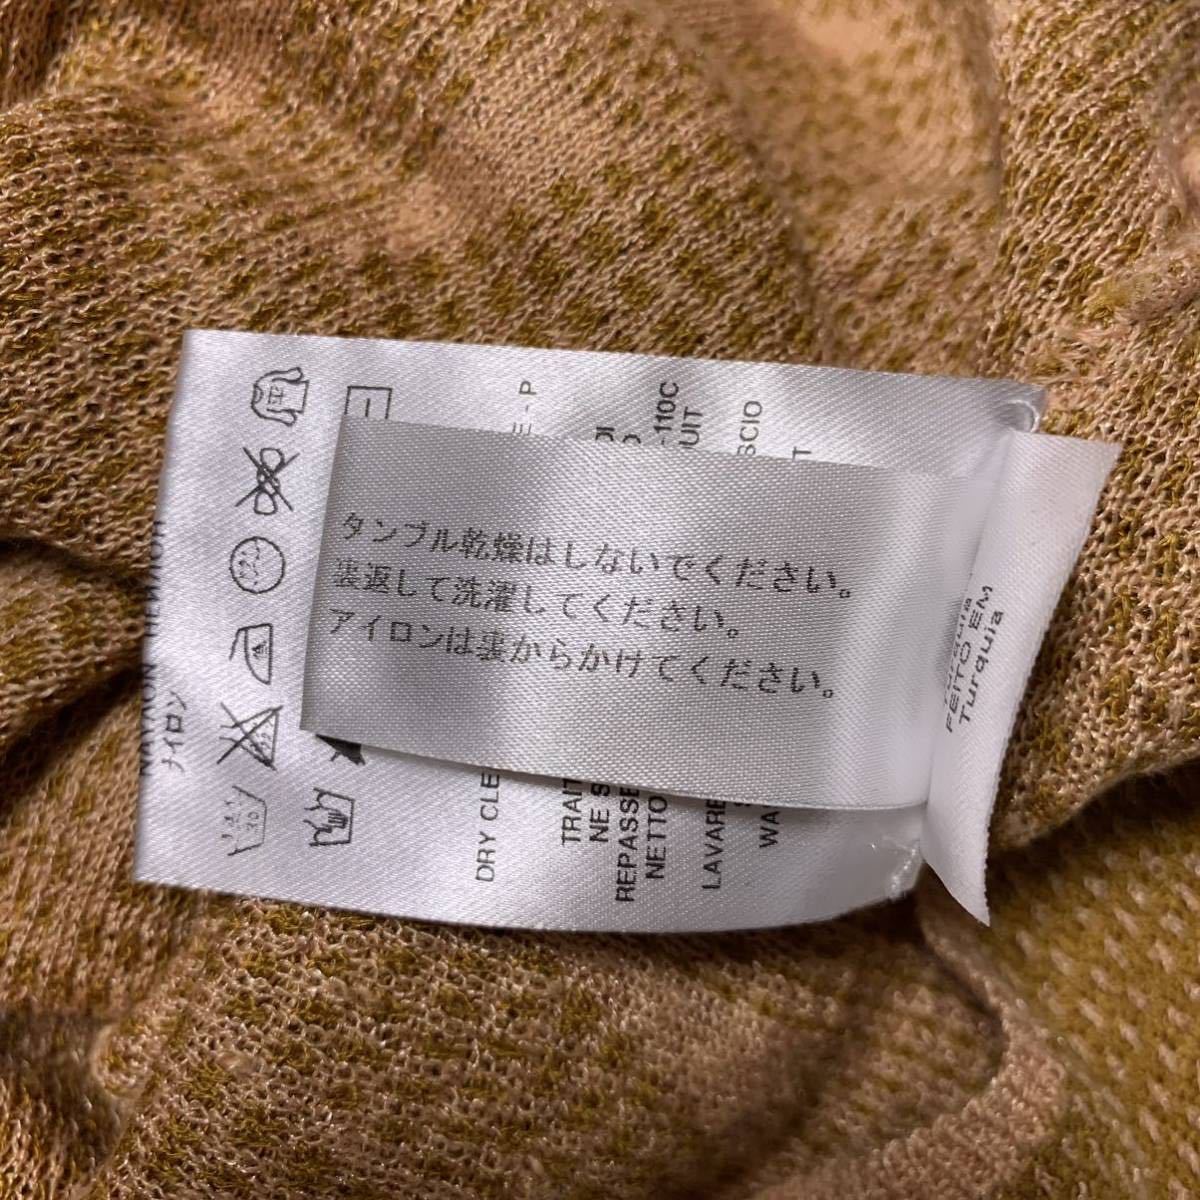 タンブル乾燥はしないでください。
裏返して洗濯してください。
アイロンは裏からかけてください。
E - P
-110C
UIT
SCIO
T
DRY CLE
TRAIT
NE S
REPASSE
NETTO
LAVARE
WA
ナイロン
30
Turquia
FEITO EM
Turquia